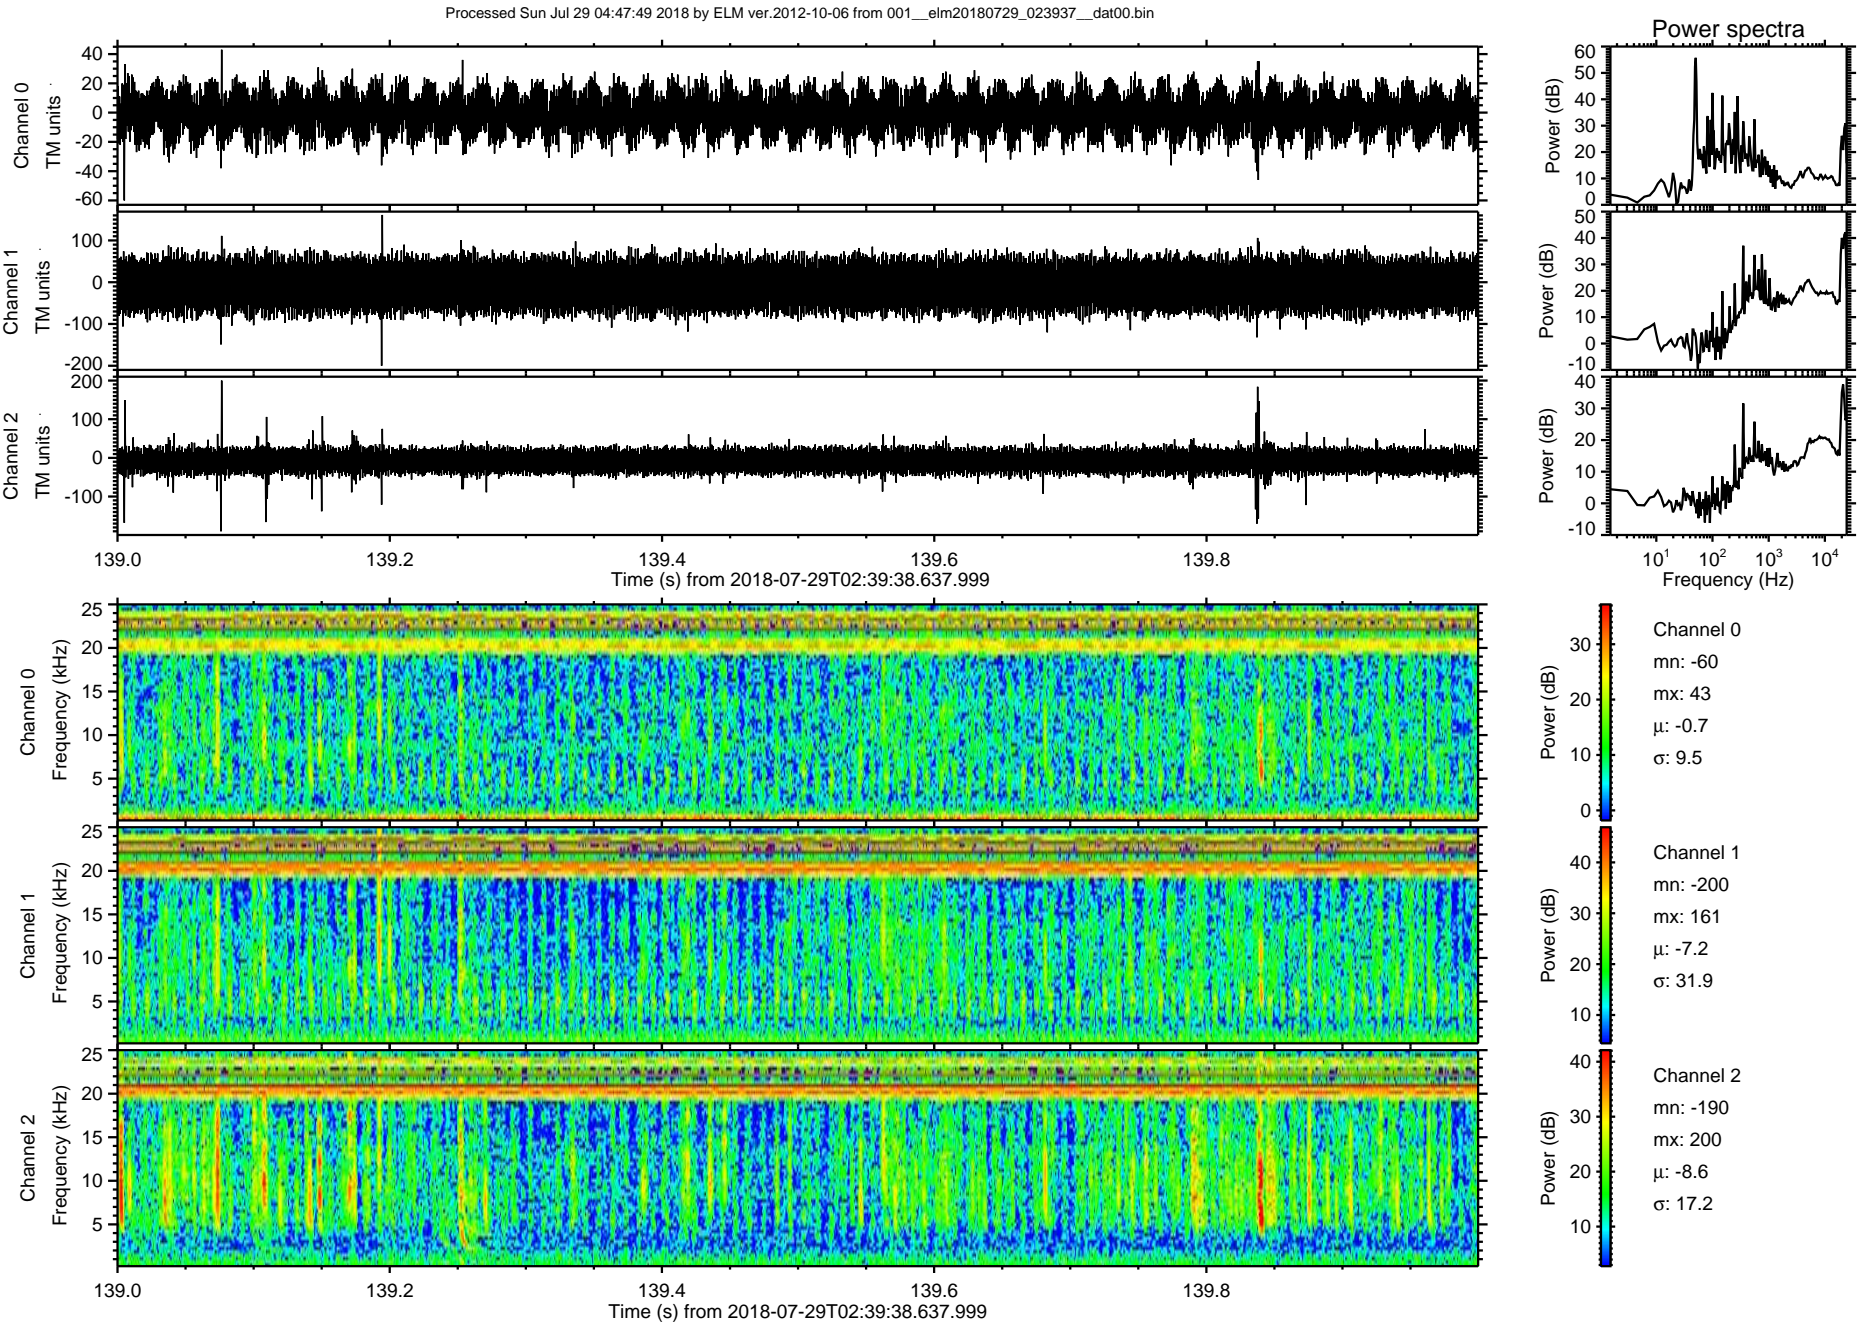 Processed Sun Jul 29 04:47:49 2018 by ELM ver.2012-10-06 from 001__elm20180729_023937__dat00.bin
Power spectra
Channel 0
TM units
40
20
0
-20
-40
-60
Channel 1
TM units
100
0
-100
-200
Channel 2
TM units
200
100
0
-100
139.0 139.2 139.4 139.6 139.8
Time (s) from 2018-07-29T02:39:38.637.999
Power (dB)
60
50
40
30
20
10
0
Power (dB)
50
40
30
20
10
0
-10
Power (dB)
40
30
20
10
0
-10
10^1 10^2 10^3 10^4
Frequency (Hz)
Channel 0
Frequency (kHz)
25
20
15
10
5
Channel 1
Frequency (kHz)
25
20
15
10
5
Channel 2
Frequency (kHz)
25
20
15
10
5
139.0 139.2 139.4 139.6 139.8
Time (s) from 2018-07-29T02:39:38.637.999
Power (dB)
30
20
10
0
Channel 0
mn: -60
mx: 43
μ: -0.7
σ: 9.5
Power (dB)
40
30
20
10
Channel 1
mn: -200
mx: 161
μ: -7.2
σ: 31.9
Power (dB)
40
30
20
10
Channel 2
mn: -190
mx: 200
μ: -8.6
σ: 17.2